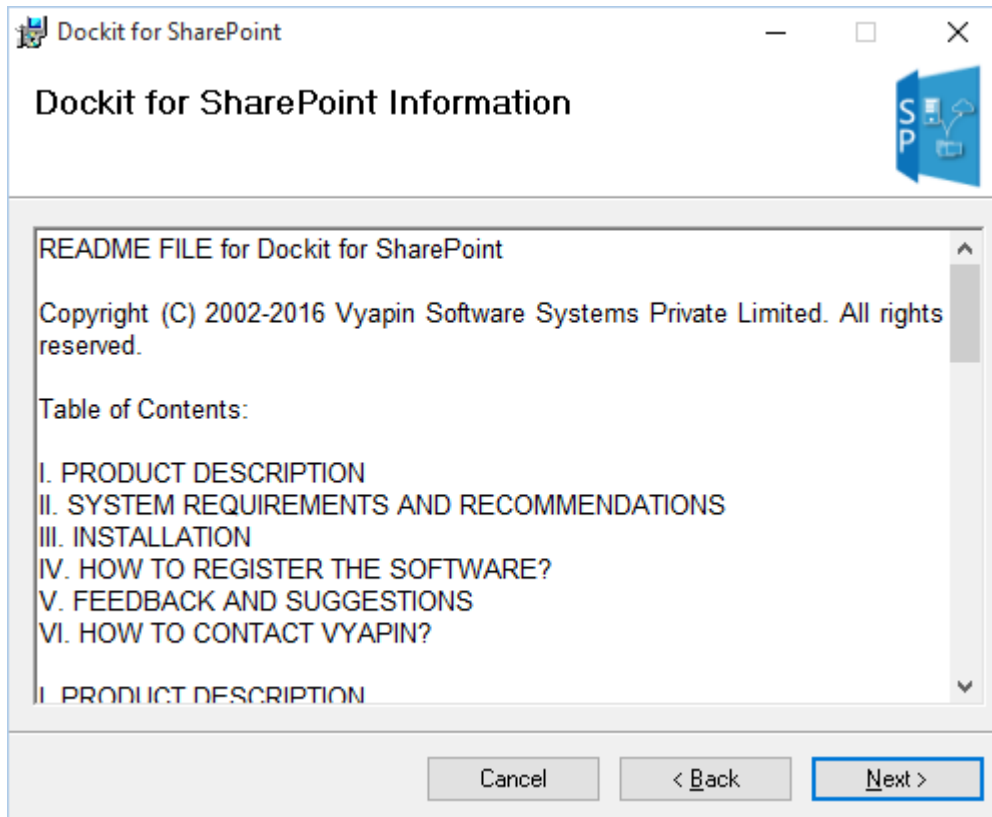 Dockit for SharePoint
Dockit for SharePoint Information
S
P
README FILE for Dockit for SharePoint
Copyright (C) 2002-2016 Vyapin Software Systems Private Limited. All rights
reserved.
Table of Contents:
I. PRODUCT DESCRIPTION
II. SYSTEM REQUIREMENTS AND RECOMMENDATIONS
III. INSTALLATION
IV. HOW TO REGISTER THE SOFTWARE?
V. FEEDBACK AND SUGGESTIONS
VI. HOW TO CONTACT VYAPIN?
I. PRODUCT DESCRIPTION
Cancel
< Back
Next >